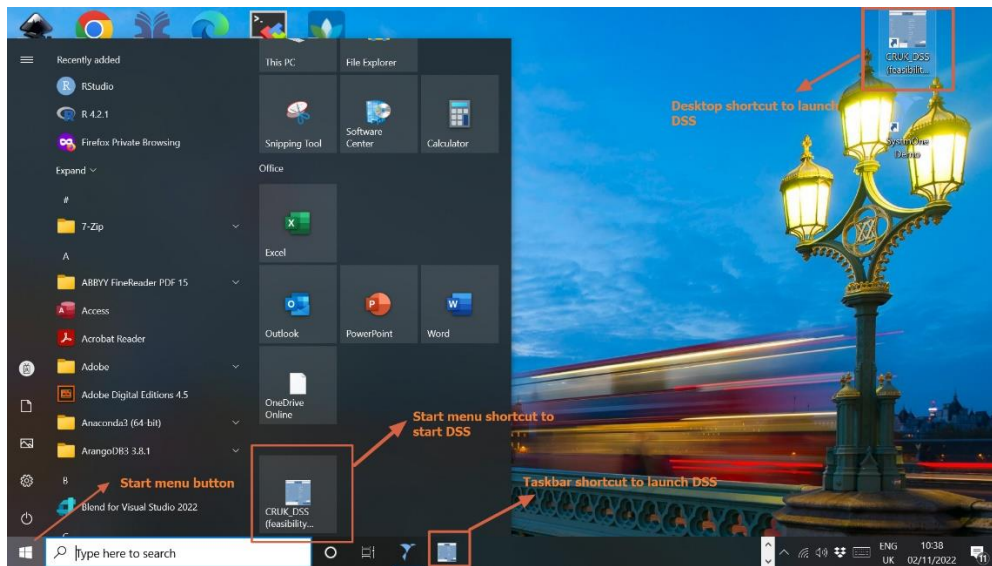 Recently added
RStudio
R 4.2.1
Firefox Private Browsing
Expand
#
7-Zip
A
ABBYY FineReader PDF 15
Access
Acrobat Reader
Adobe
Adobe Digital Editions 4.5
Anaconda3 (64-bit)
ArangoDB3 3.8.1
B
Blend for Visual Studio 2022
Start menu button
This PC
File Explorer
Snipping Tool
Software
Center
Calculator
Office
Excel
Outlook
PowerPoint
Word
OneDrive
Online
Start menu shortcut to
start DSS
CRUK_DSS
(feasibility...
Taskbar shortcut to launch DSS
CRUK_DSS
(feasibilit...
Desktop shortcut to launch
DSS
SystmOne
Demo
Type here to search
ENG
UK
10:38
02/11/2022
11